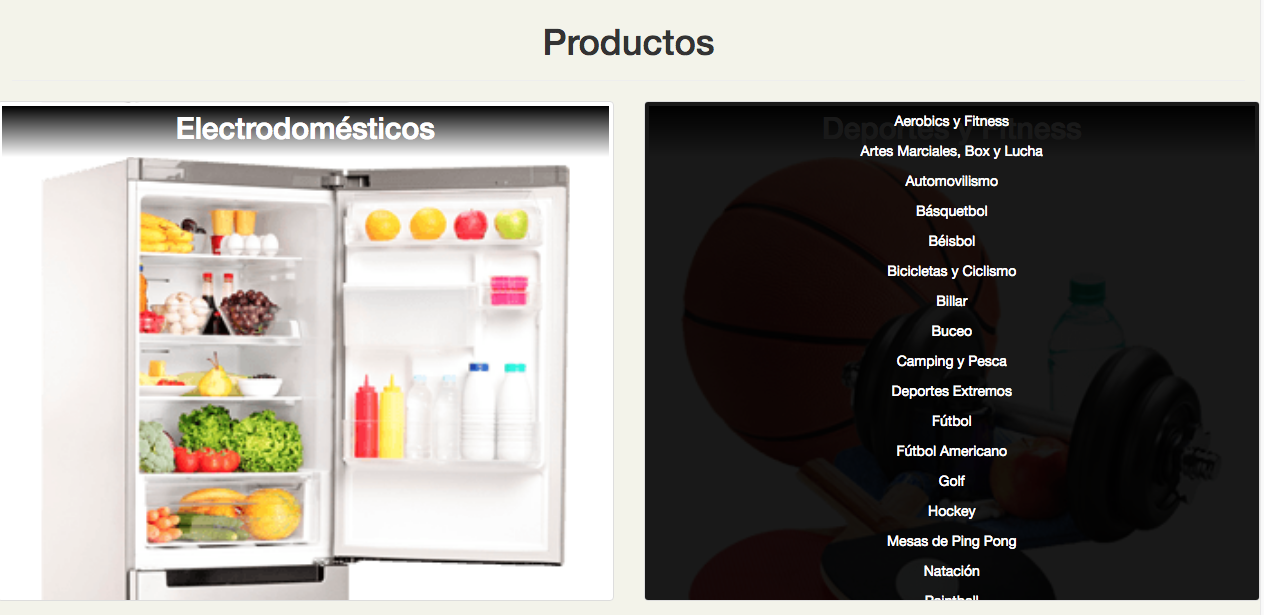 Productos
Electrodomésticos
Deportes y Fitness
Aerobics y Fitness
Artes Marciales, Box y Lucha
Automovilismo
Básquetbol
Béisbol
Bicicletas y Ciclismo
Billar
Buceo
Camping y Pesca
Deportes Extremos
Fútbol
Fútbol Americano
Golf
Hockey
Mesas de Ping Pong
Natación
Paintball